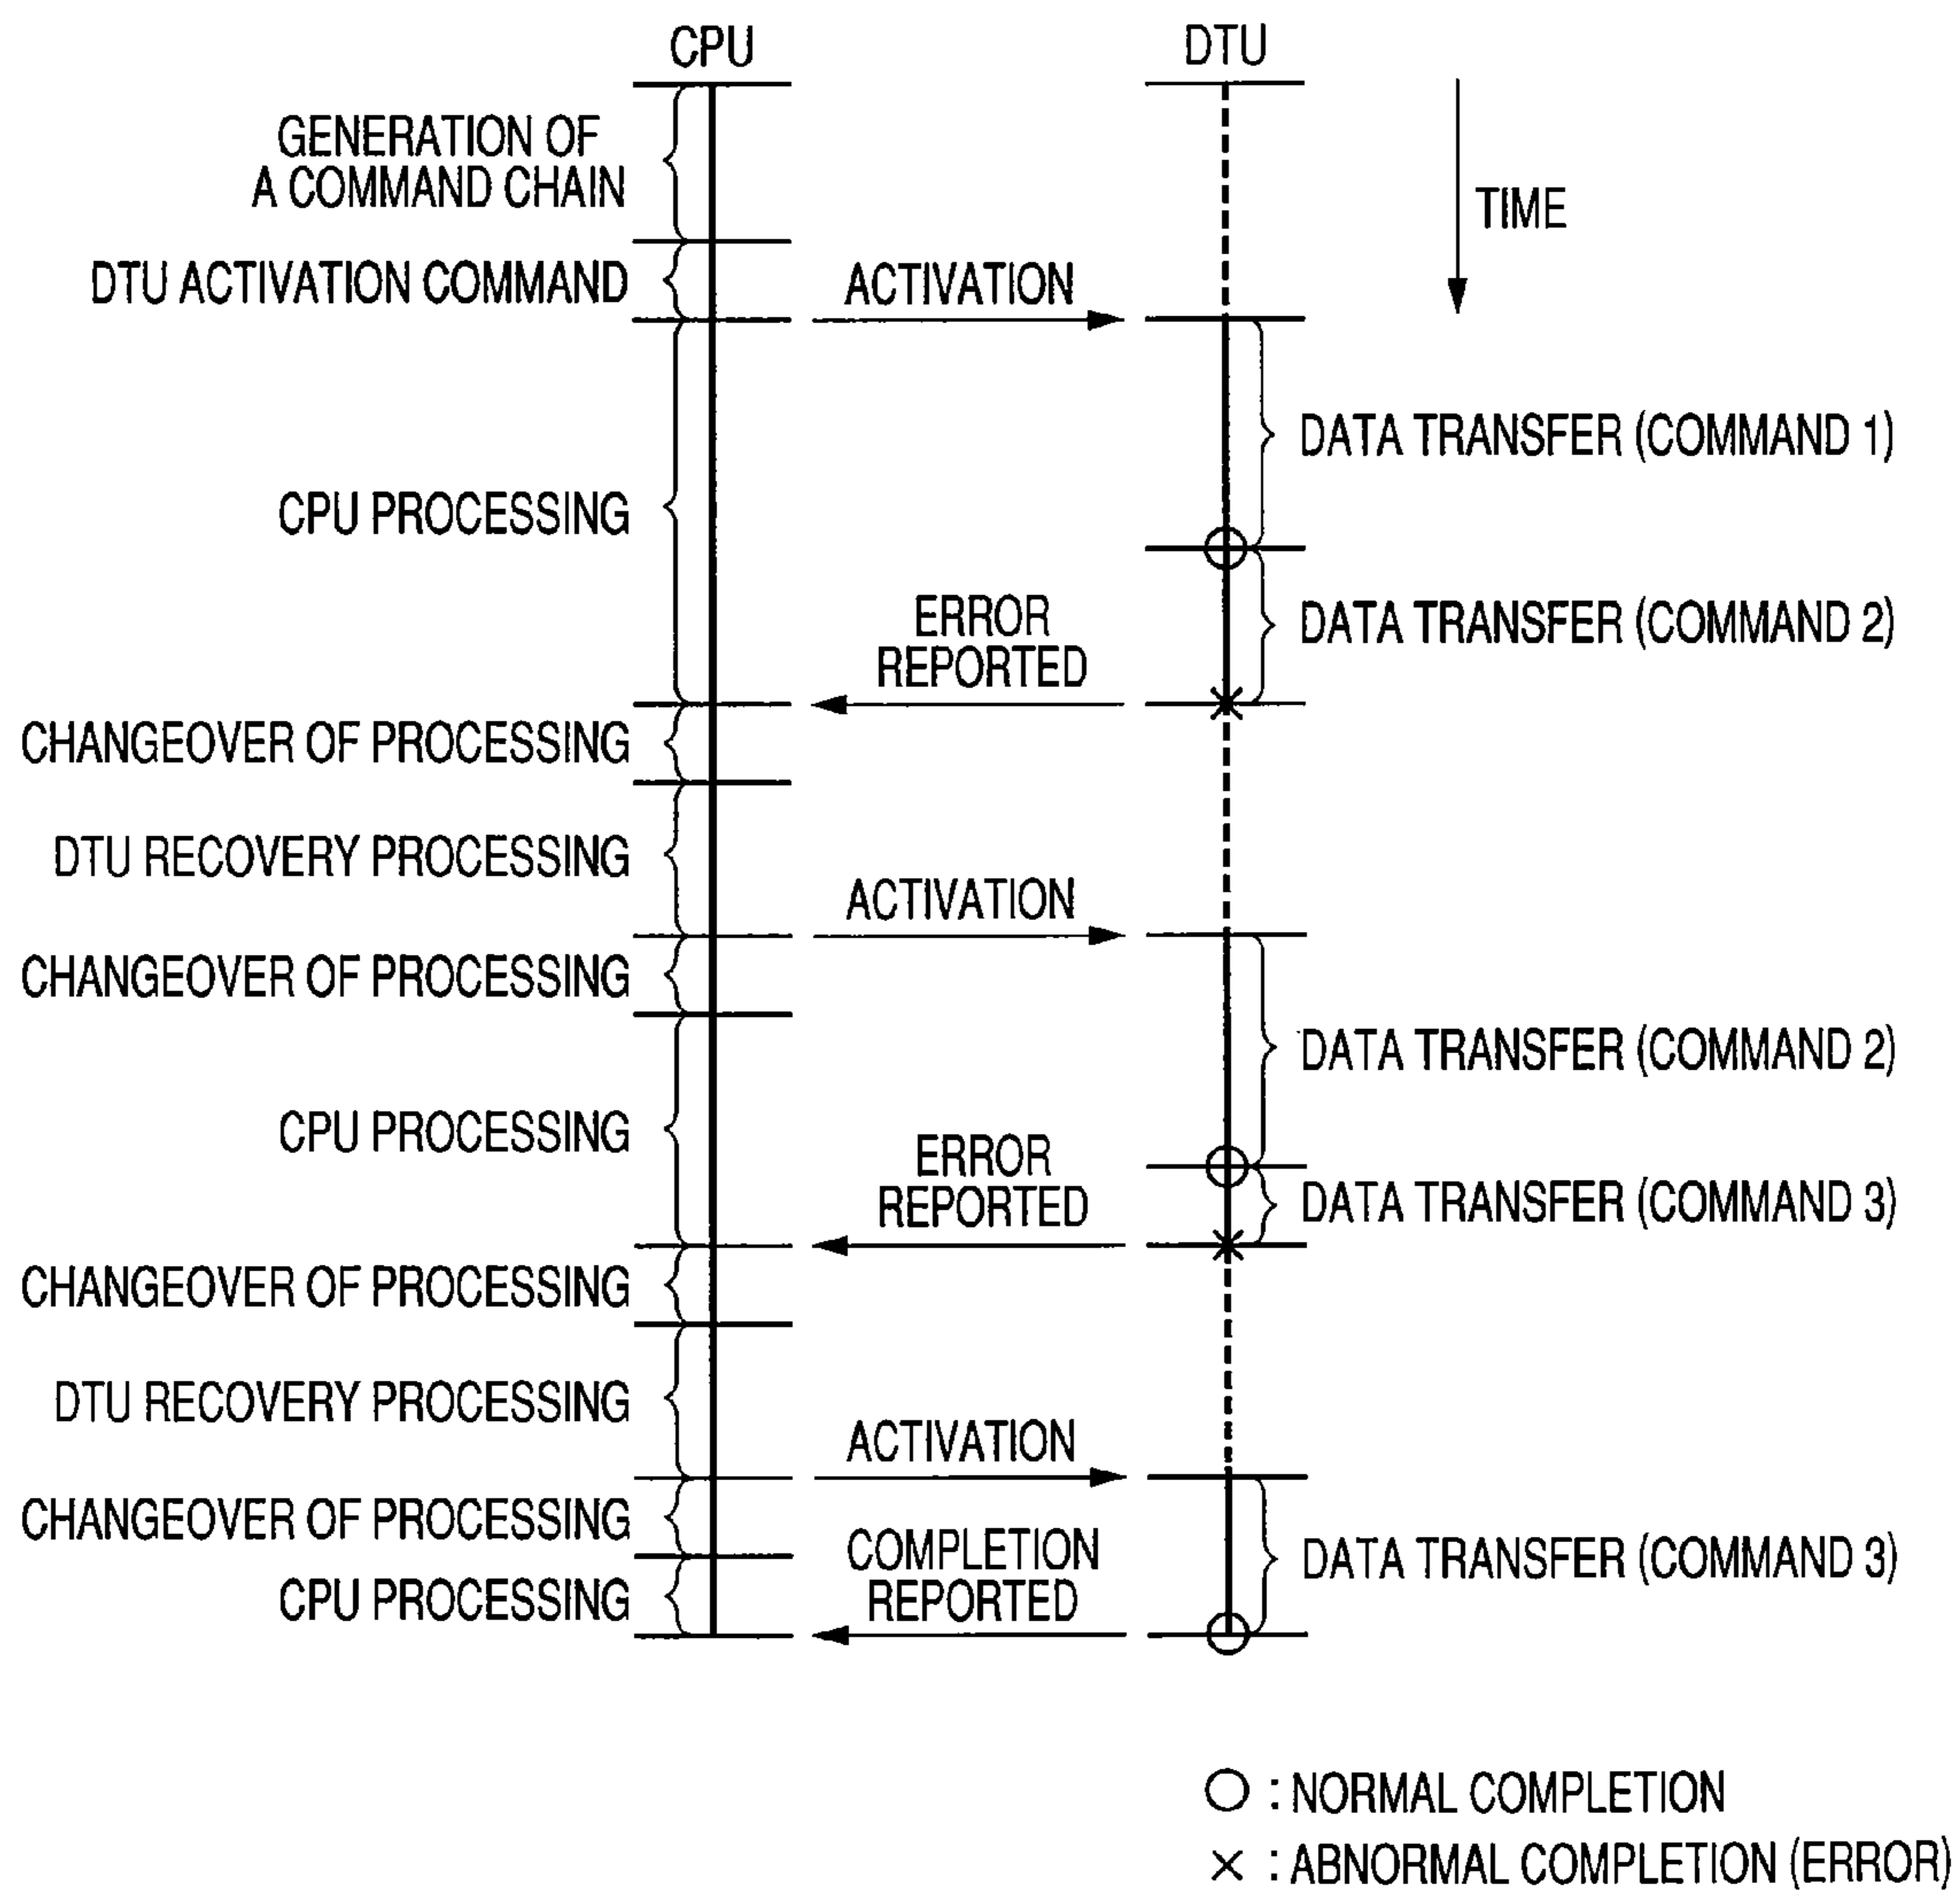 CPU
DTU
GENERATION OF
A COMMAND CHAIN
TIME
DTU ACTIVATION COMMAND
ACTIVATION
DATA TRANSFER (COMMAND 1)
CPU PROCESSING
ERROR
REPORTED
DATA TRANSFER (COMMAND 2)
CHANGEOVER OF PROCESSING
DTU RECOVERY PROCESSING
ACTIVATION
CHANGEOVER OF PROCESSING
DATA TRANSFER (COMMAND 2)
CPU PROCESSING
ERROR
REPORTED
DATA TRANSFER (COMMAND 3)
CHANGEOVER OF PROCESSING
DTU RECOVERY PROCESSING
ACTIVATION
CHANGEOVER OF PROCESSING
COMPLETION
REPORTED
DATA TRANSFER (COMMAND 3)
CPU PROCESSING
: NORMAL COMPLETION
: ABNORMAL COMPLETION (ERROR)